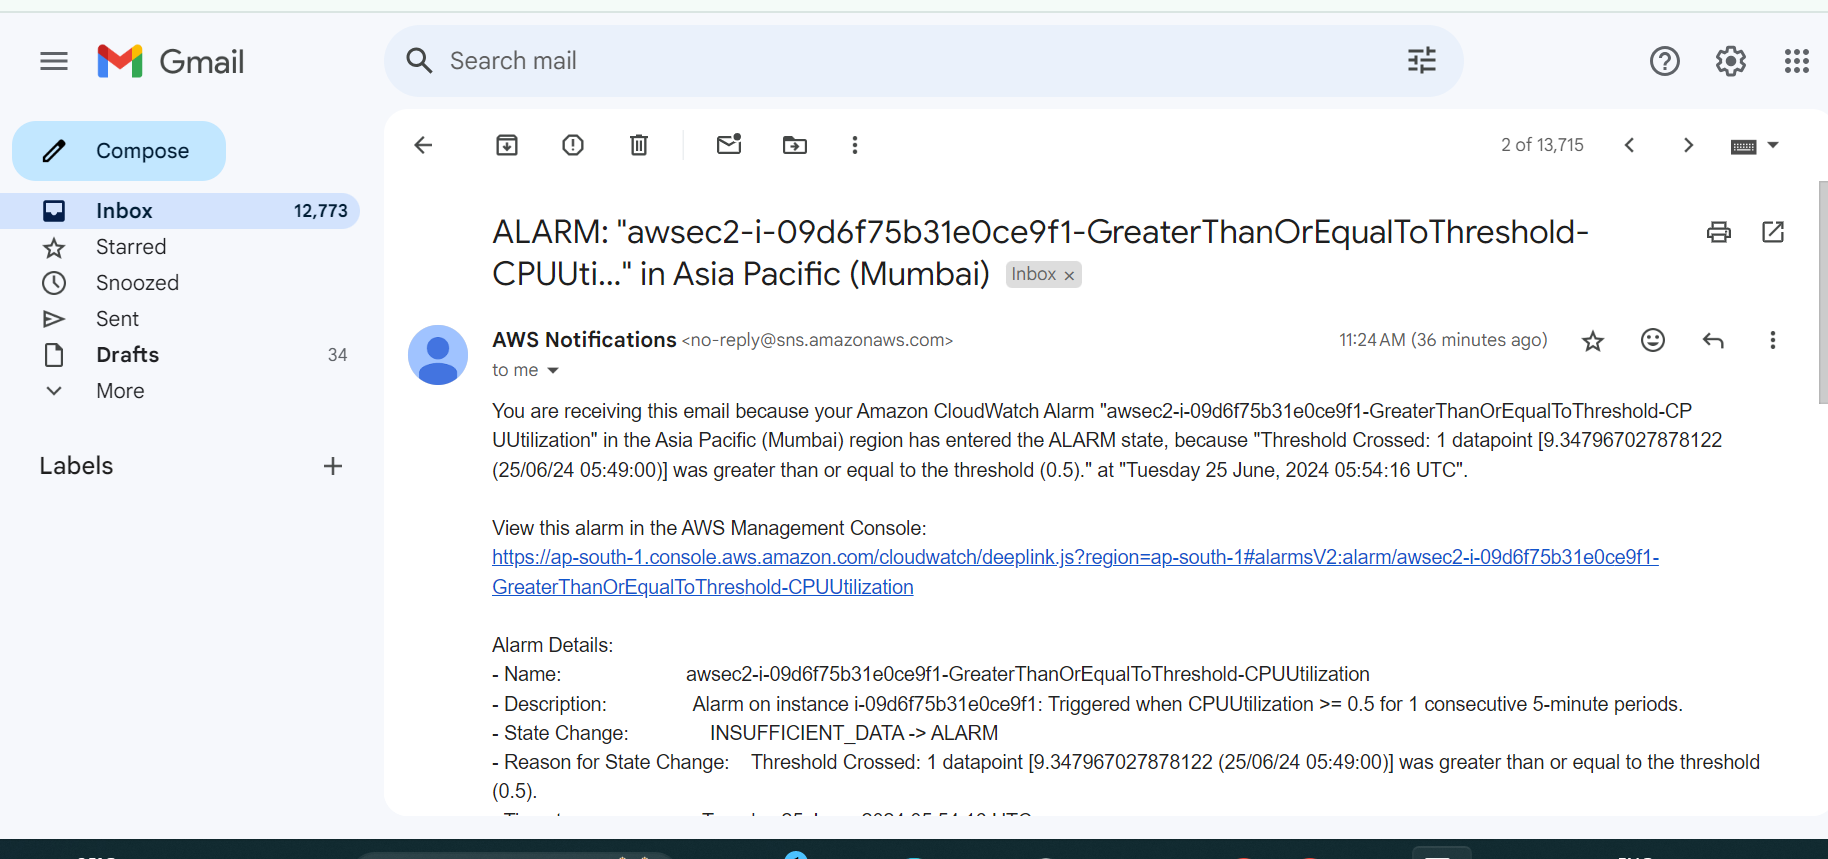 Gmail
Search mail
Compose
Inbox 12,773
Starred
Snoozed
Sent
Drafts 34
More
Labels
2 of 13,715
ALARM: "awsec2-i-09d6f75b31e0ce9f1-GreaterThanOrEqualToThreshold-
CPUUti..." in Asia Pacific (Mumbai) Inbox ×
AWS Notifications <no-reply@sns.amazonaws.com> 11:24 AM (36 minutes ago)
to me
You are receiving this email because your Amazon CloudWatch Alarm "awsec2-i-09d6f75b31e0ce9f1-GreaterThanOrEqualToThreshold-CP
UUtilization" in the Asia Pacific (Mumbai) region has entered the ALARM state, because "Threshold Crossed: 1 datapoint [9.347967027878122
(25/06/24 05:49:00)] was greater than or equal to the threshold (0.5)." at "Tuesday 25 June, 2024 05:54:16 UTC".
View this alarm in the AWS Management Console:
https://ap-south-1.console.aws.amazon.com/cloudwatch/deeplink.js?region=ap-south-1#alarmsV2:alarm/awsec2-i-09d6f75b31e0ce9f1-
GreaterThanOrEqualToThreshold-CPUUtilization
Alarm Details:
- Name: awsec2-i-09d6f75b31e0ce9f1-GreaterThanOrEqualToThreshold-CPUUtilization
- Description: Alarm on instance i-09d6f75b31e0ce9f1: Triggered when CPUUtilization >= 0.5 for 1 consecutive 5-minute periods.
- State Change: INSUFFICIENT_DATA -> ALARM
- Reason for State Change: Threshold Crossed: 1 datapoint [9.347967027878122 (25/06/24 05:49:00)] was greater than or equal to the threshold
(0.5).